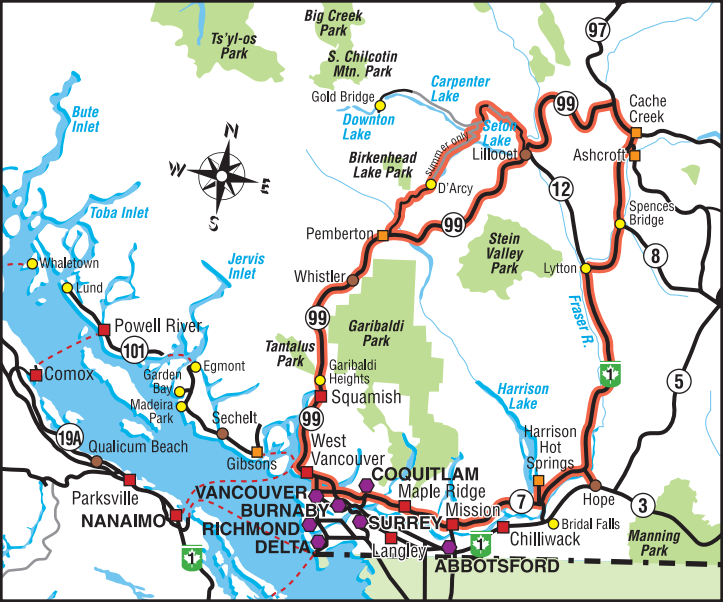 Big Creek
Park
Ts'yl-os
Park
97
S. Chilcotin
Mtn. Park
Carpenter
Lake
Gold Bridge
Downton
Lake
99
Cache
Creek
Bute
Inlet
Seton
Lake
summer only
Lillooet
Ashcroft
Birkenhead
Lake Park
N
W
E
S
D'Arcy
12
Toba Inlet
Spences
Bridge
99
Pemberton
Stein
Valley
Park
8
Jervis
Inlet
Whaletown
Lytton
Whistler
Lund
Fraser R.
99
Powell River
Garibaldi
Park
101
Tantalus
Park
Egmont
Garibaldi
Heights
1
5
Comox
Garden
Bay
Madeira
Park
Squamish
Harrison
Lake
Sechelt
99
19A
Qualicum Beach
West
Vancouver
Harrison
Hot
Springs
Gibsons
COQUITLAM
Parksville
VANCOUVER
Maple Ridge
7
Hope
3
BURNABY
Mission
NANAIMO
RICHMOND
SURREY
Bridal Falls
Chilliwack
Manning
Park
DELTA
Langley
1
1
ABBOTSFORD